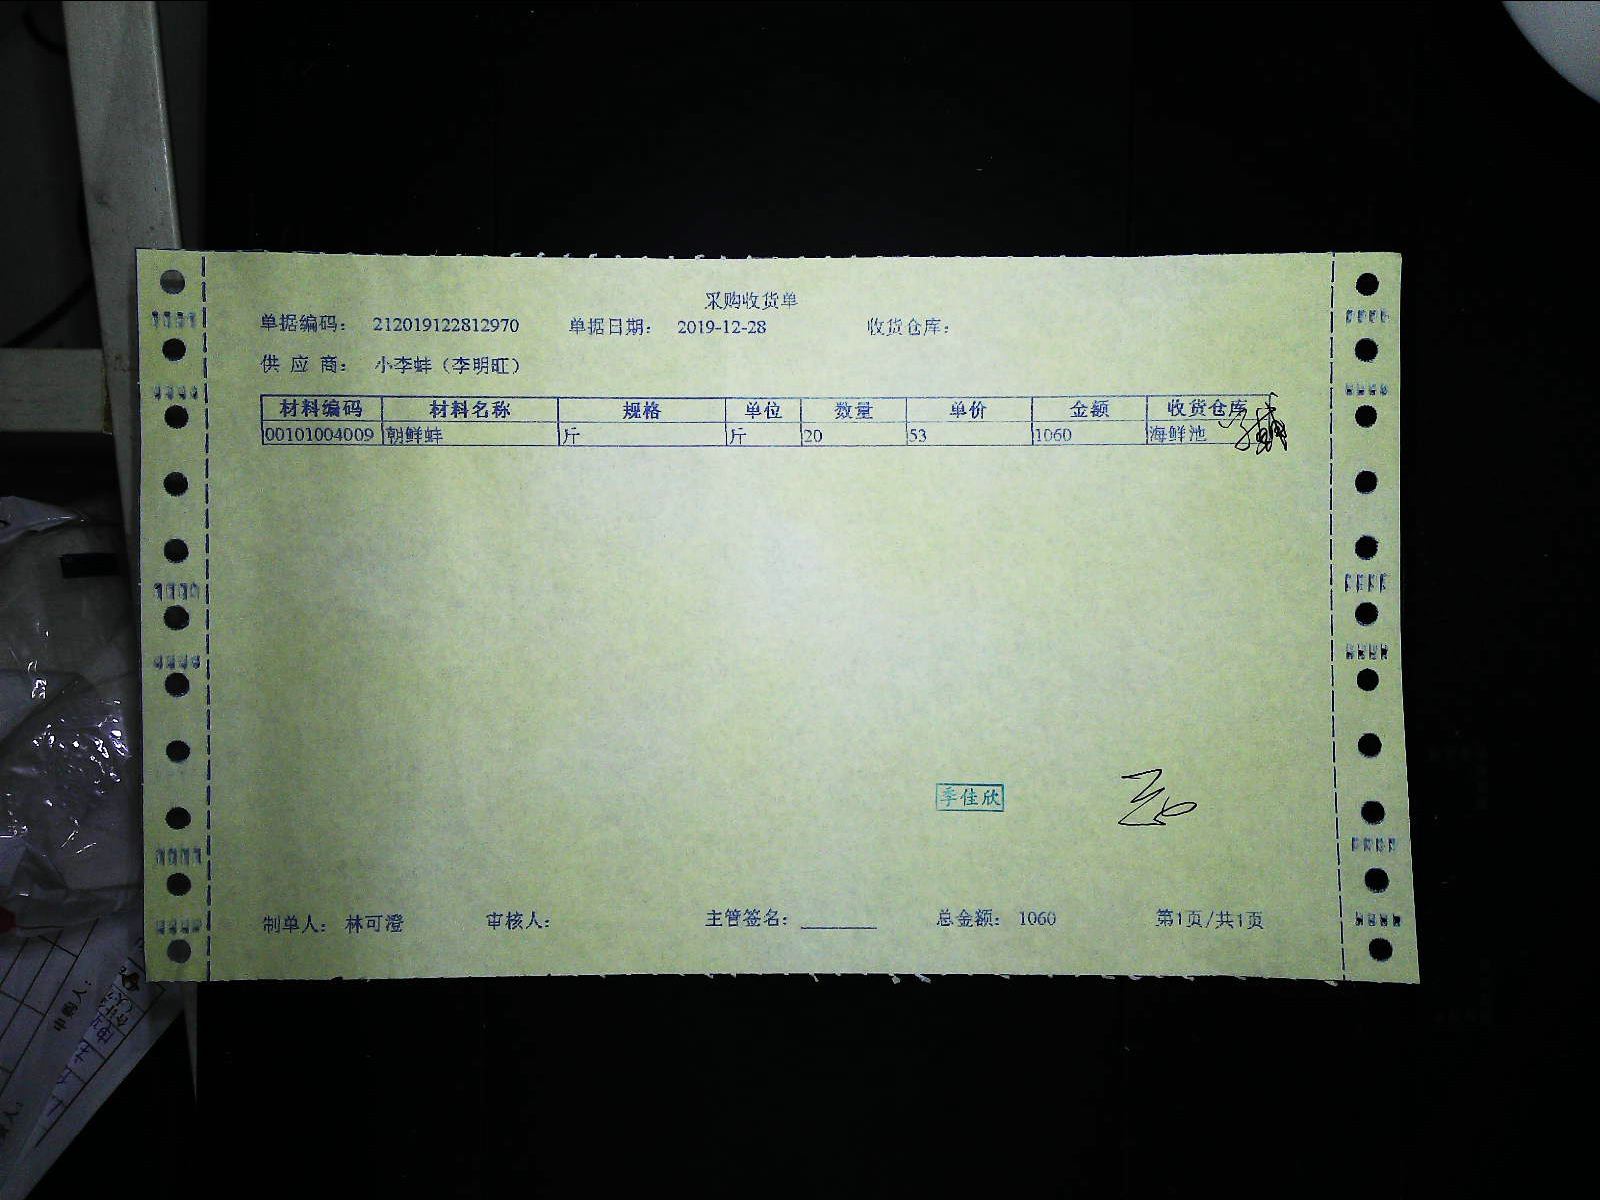 采购收货单
单据编码： 212019122812970 单据日期： 2019-12-28 收货仓库：
供 应 商： 小李蚌（李明旺）
材料编码 材料名称 规格 单位 数量 单价 金额 收货仓库
00101004009 朝鲜蚌 斤 斤 20 53 1060 海鲜池
季佳欣
制单人： 林可澄 审核人： 主管签名： 总金额： 1060 第1页/共1页
申购人：